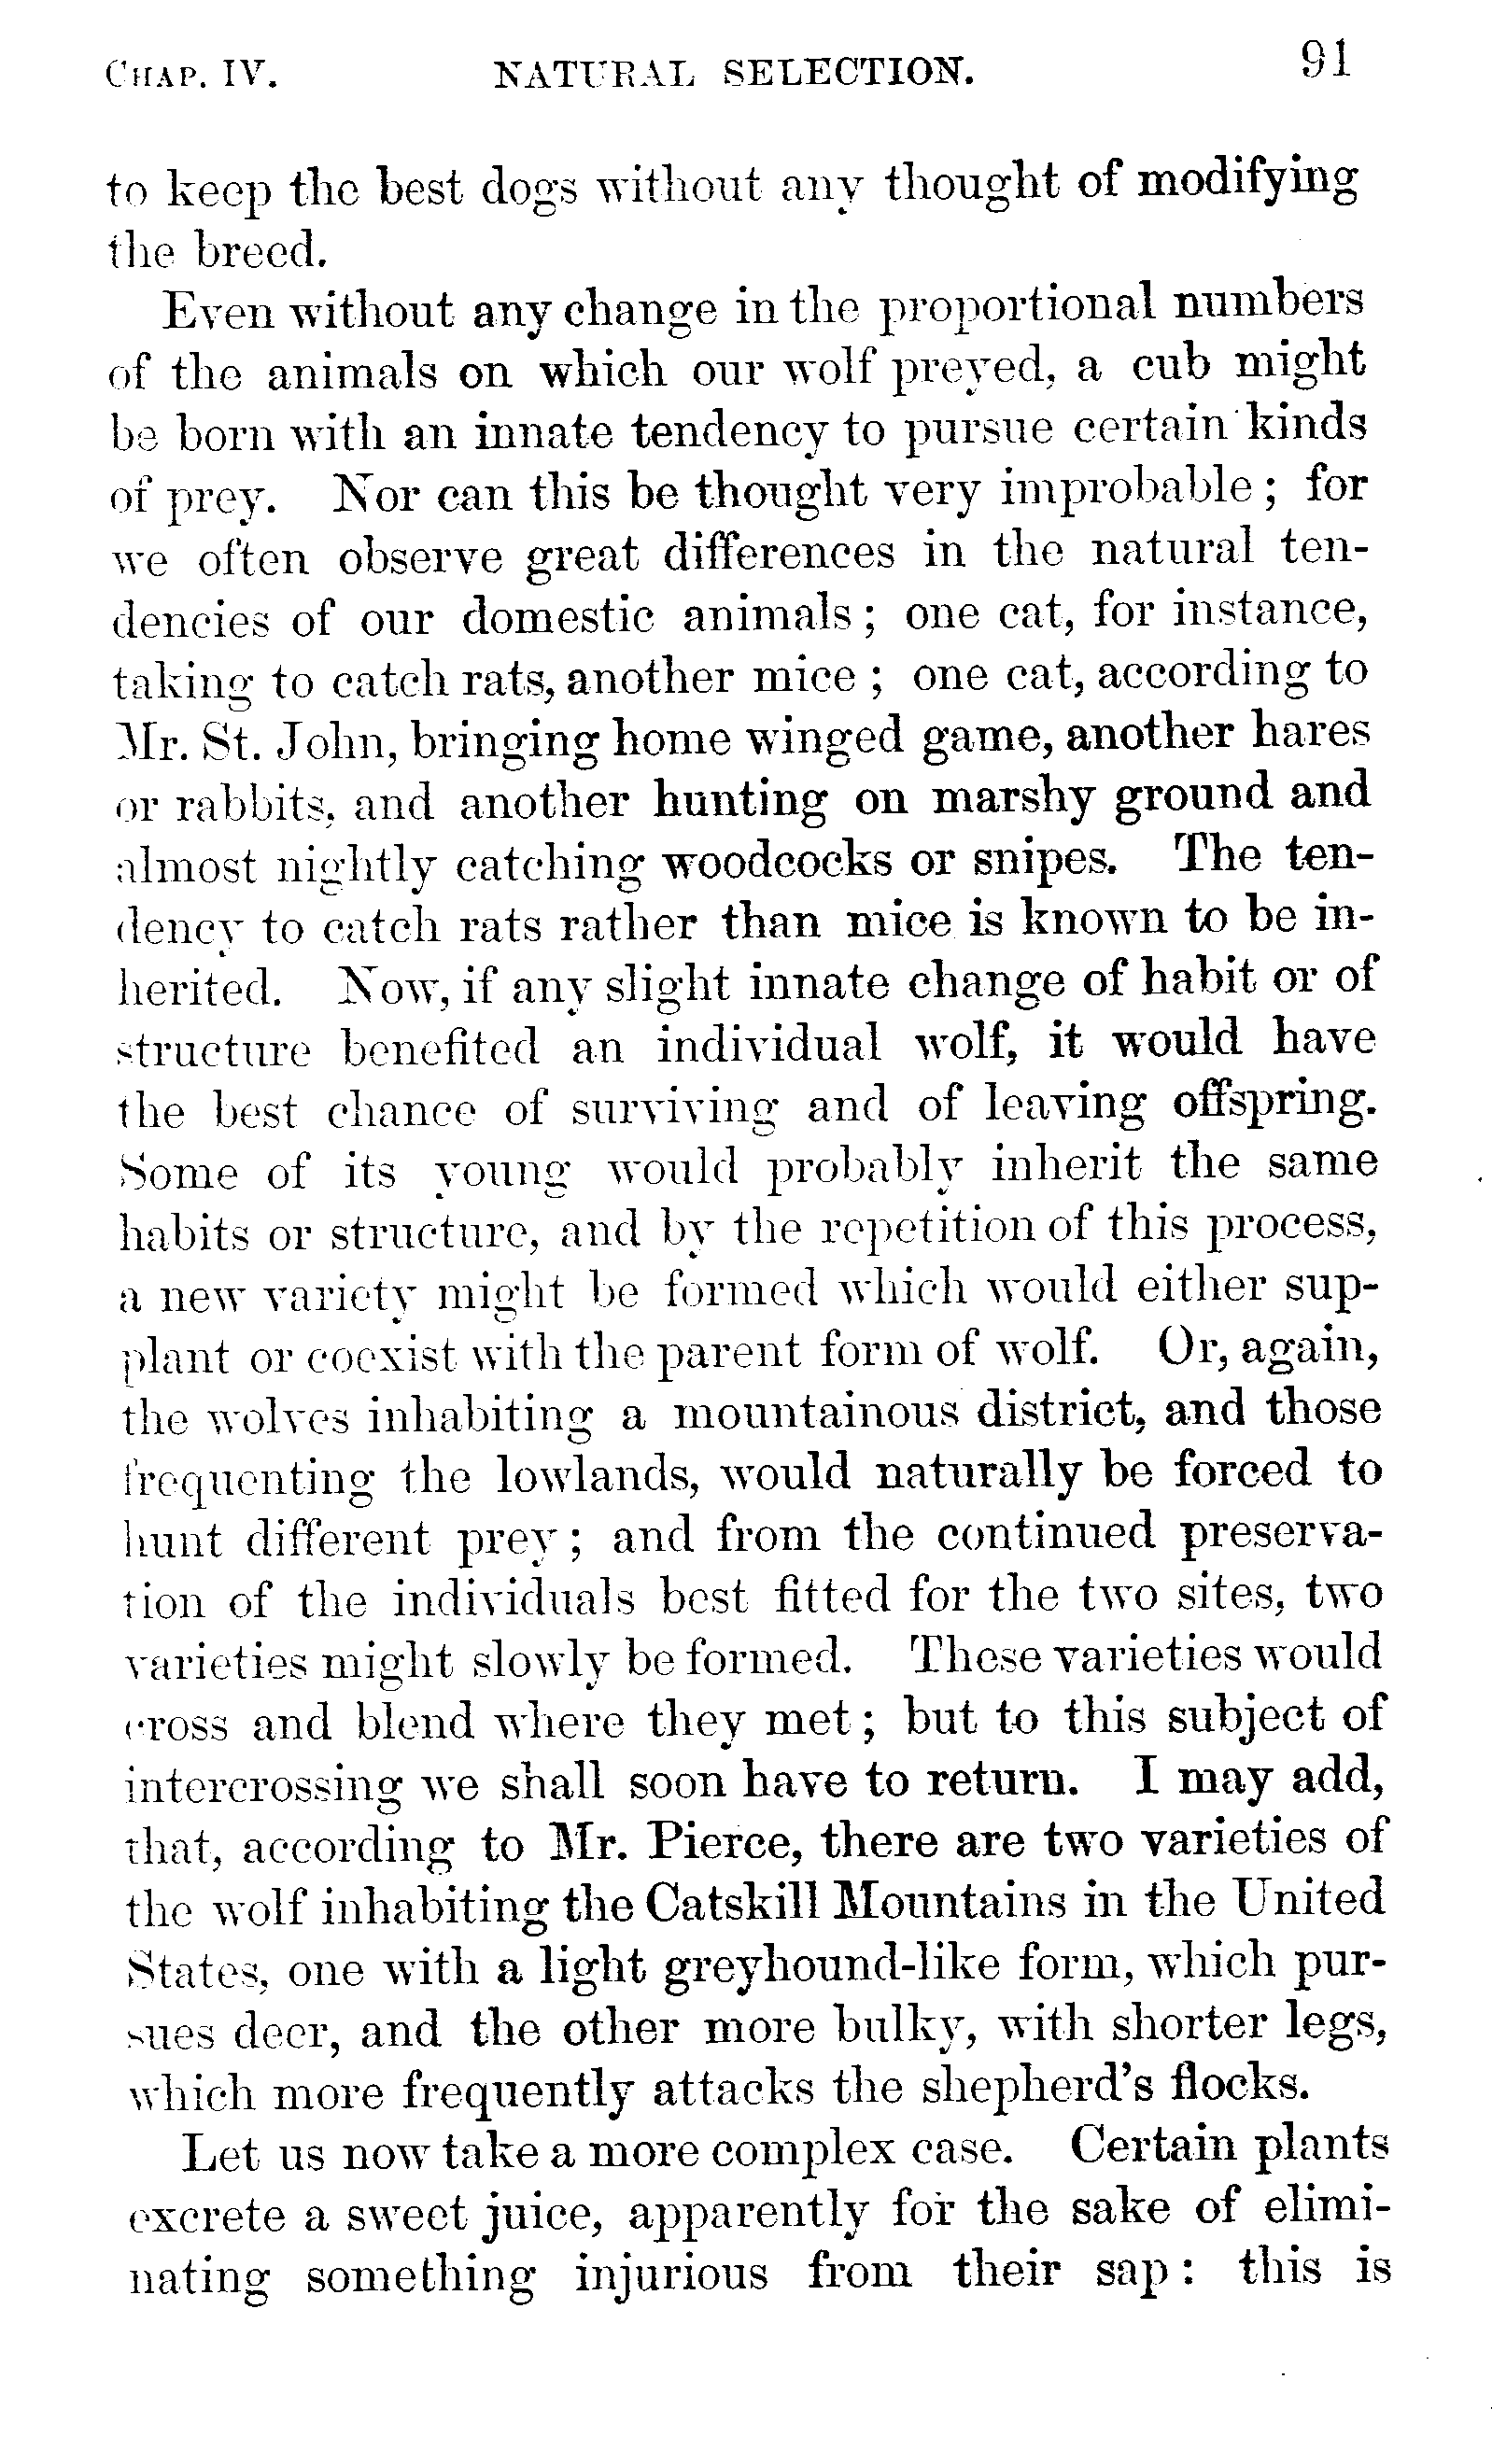 CHAP. IV. NATURAL SELECTION. 91
to keep the best dogs without any thought of modifying
the breed.
Even without any change in the proportional numbers
of the animals on which our wolf preyed, a cub might
be born with an innate tendency to pursue certain kinds
of prey. Nor can this be thought very improbable; for
we often observe great differences in the natural ten-
dencies of our domestic animals; one cat, for instance,
taking to catch rats, another mice; one cat, according to
Mr. St. John, bringing home winged game, another hares
or rabbits, and another hunting on marshy ground and
almost nightly catching woodcocks or snipes. The ten-
dency to catch rats rather than mice is known to be in-
herited. Now, if any slight innate change of habit or of
structure benefited an individual wolf, it would have
the best chance of surviving and of leaving offspring.
Some of its young would probably inherit the same
habits or structure, and by the repetition of this process,
a new variety might be formed which would either sup-
plant or coexist with the parent form of wolf. Or, again,
the wolves inhabiting a mountainous district, and those
frequenting the lowlands, would naturally be forced to
hunt different prey; and from the continued preserva-
tion of the individuals best fitted for the two sites, two
varieties might slowly be formed. These varieties would
cross and blend where they met; but to this subject of
intercrossing we shall soon have to return. I may add,
that, according to Mr. Pierce, there are two varieties of
the wolf inhabiting the Catskill Mountains in the United
States, one with a light greyhound-like form, which pur-
sues deer, and the other more bulky, with shorter legs,
which more frequently attacks the shepherd's flocks.
Let us now take a more complex case. Certain plants
excrete a sweet juice, apparently for the sake of elimi-
nating something injurious from their sap: this is